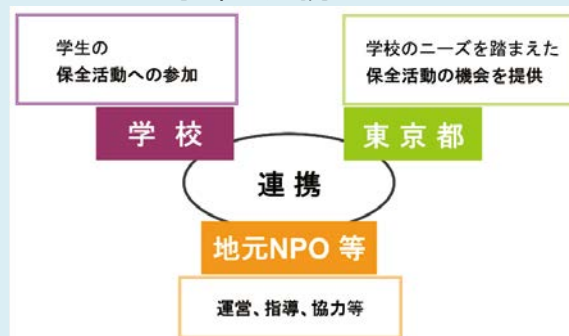 学生の
保全活動への参加
学校のニーズを踏まえた
保全活動の機会を提供
学校
東京都
連携
地元NPO 等
運営、指導、協力等